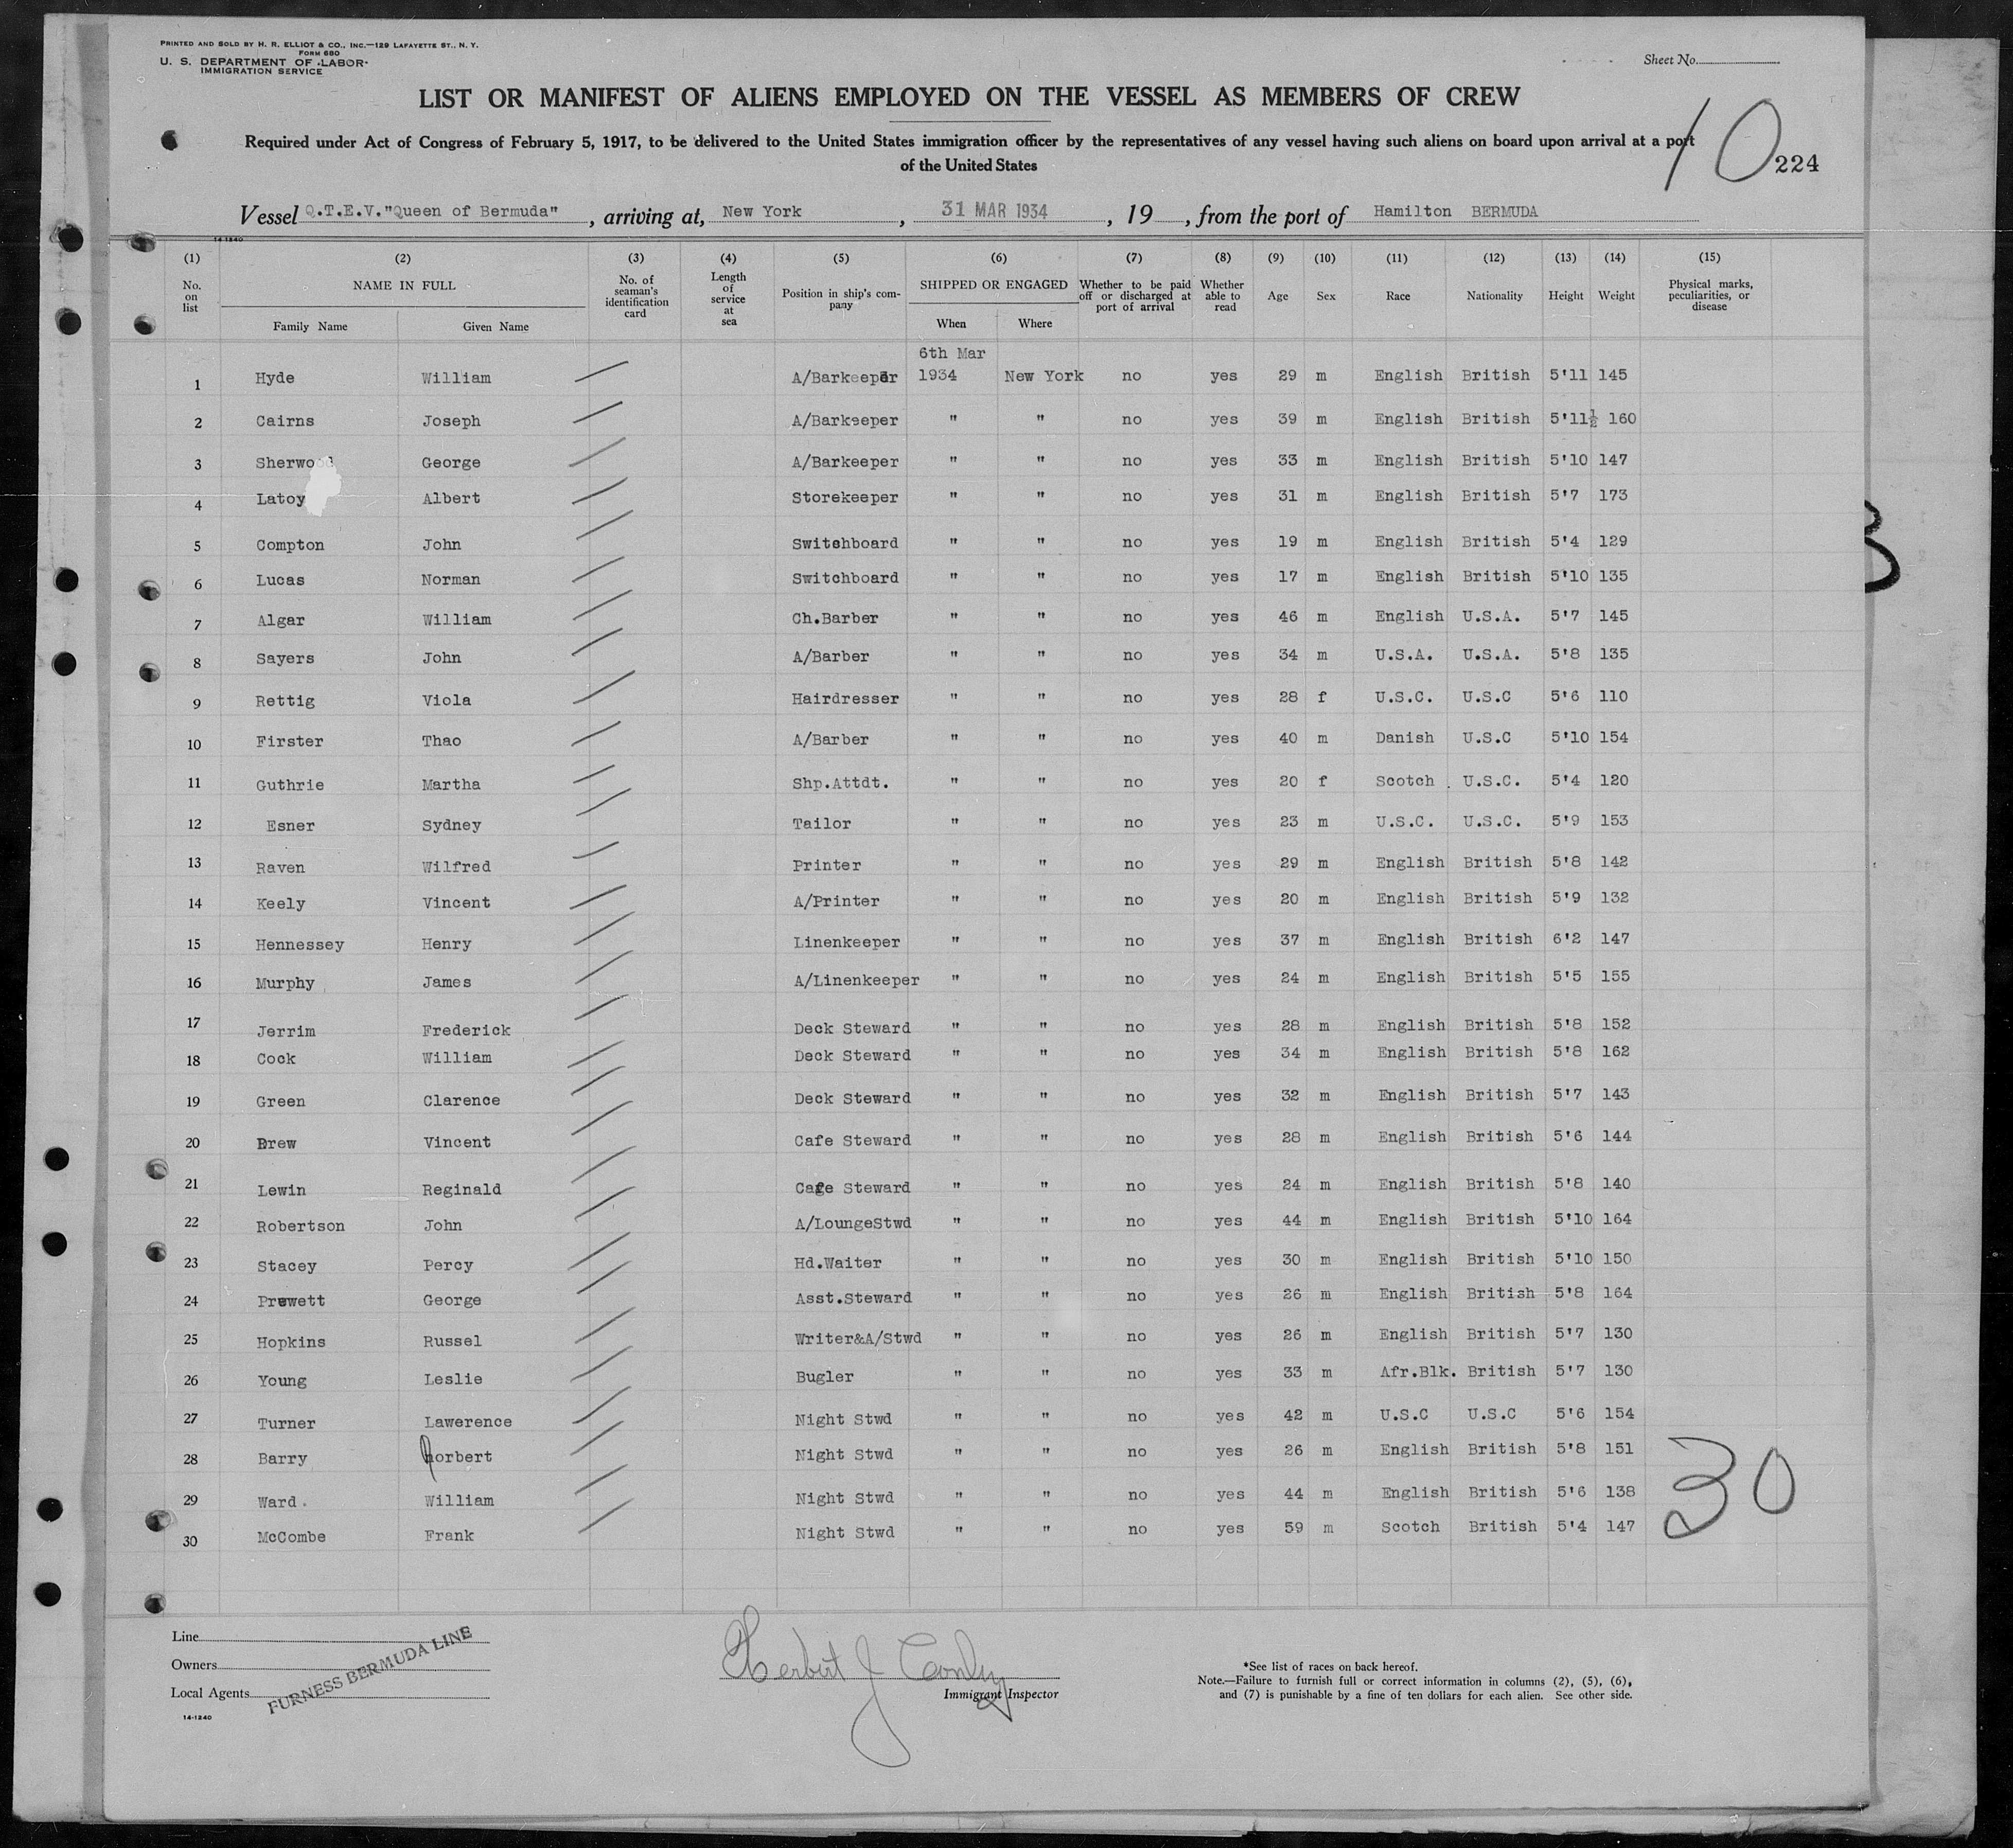 PRINTED AND SOLD BY H. R. ELLIOT & CO., INC.—129 LAFAYETTE ST., N. Y.
FORM 680
U. S. DEPARTMENT OF LABOR
IMMIGRATION SERVICE
Sheet No.
LIST OR MANIFEST OF ALIENS EMPLOYED ON THE VESSEL AS MEMBERS OF CREW
Required under Act of Congress of February 5, 1917, to be delivered to the United States immigration officer by the representatives of any vessel having such aliens on board upon arrival at a port
of the United States
10
224
Vessel Q.T.E.V."Queen of Bermuda", arriving at, New York, 31 MAR 1934, 19 , from the port of Hamilton BERMUDA
14-1240
(1) No. on list (2) NAME IN FULL Family Name Given Name (3) No. of seaman's identification card (4) Length of service at sea (5) Position in ship's company (6) SHIPPED OR ENGAGED When Where (7) Whether to be paid off or discharged at port of arrival (8) Whether able to read (9) Age (10) Sex (11) Race (12) Nationality (13) Height (14) Weight (15) Physical marks, peculiarities, or disease
6th Mar
1 Hyde William A/Barkeeper 1934 New York no yes 29 m English British 5'11 145
2 Cairns Joseph A/Barkeeper " " no yes 39 m English British 5'11½ 160
3 Sherwood George A/Barkeeper " " no yes 33 m English British 5'10 147
4 Latoy Albert Storekeeper " " no yes 31 m English British 5'7 173
5 Compton John Switchboard " " no yes 19 m English British 5'4 129
6 Lucas Norman Switchboard " " no yes 17 m English British 5'10 135
7 Algar William Ch.Barber " " no yes 46 m English U.S.A. 5'7 145
8 Sayers John A/Barber " " no yes 34 m U.S.A. U.S.A. 5'8 135
9 Rettig Viola Hairdresser " " no yes 28 f U.S.C. U.S.C 5'6 110
10 Firster Thao A/Barber " " no yes 40 m Danish U.S.C 5'10 154
11 Guthrie Martha Shp.Attdt. " " no yes 20 f Scotch U.S.C. 5'4 120
12 Esner Sydney Tailor " " no yes 23 m U.S.C. U.S.C. 5'9 153
13 Raven Wilfred Printer " " no yes 29 m English British 5'8 142
14 Keely Vincent A/Printer " " no yes 20 m English British 5'9 132
15 Hennessey Henry Linenkeeper " " no yes 37 m English British 6'2 147
16 Murphy James A/Linenkeeper " " no yes 24 m English British 5'5 155
17 Jerrim Frederick Deck Steward " " no yes 28 m English British 5'8 152
18 Cock William Deck Steward " " no yes 34 m English British 5'8 162
19 Green Clarence Deck Steward " " no yes 32 m English British 5'7 143
20 Drew Vincent Cafe Steward " " no yes 28 m English British 5'6 144
21 Lewin Reginald Cafe Steward " " no yes 24 m English British 5'8 140
22 Robertson John A/LoungeStwd " " no yes 44 m English British 5'10 164
23 Stacey Percy Hd.Waiter " " no yes 30 m English British 5'10 150
24 Prewett George Asst.Steward " " no yes 26 m English British 5'8 164
25 Hopkins Russel Writer&A/Stwd " " no yes 26 m English British 5'7 130
26 Young Leslie Bugler " " no yes 33 m Afr.Blk. British 5'7 130
27 Turner Lawerence Night Stwd " " no yes 42 m U.S.C U.S.C 5'6 154
28 Barry Norbert Night Stwd " " no yes 26 m English British 5'8 151
29 Ward. William Night Stwd " " no yes 44 m English British 5'6 138
30 McCombe Frank Night Stwd " " no yes 59 m Scotch British 5'4 147
30
Line
Owners
Local Agents
FURNESS BERMUDA LINE
14-1240
Herbert J Conly
Immigrant Inspector
*See list of races on back hereof.
Note.—Failure to furnish full or correct information in columns (2), (5), (6),
and (7) is punishable by a fine of ten dollars for each alien. See other side.